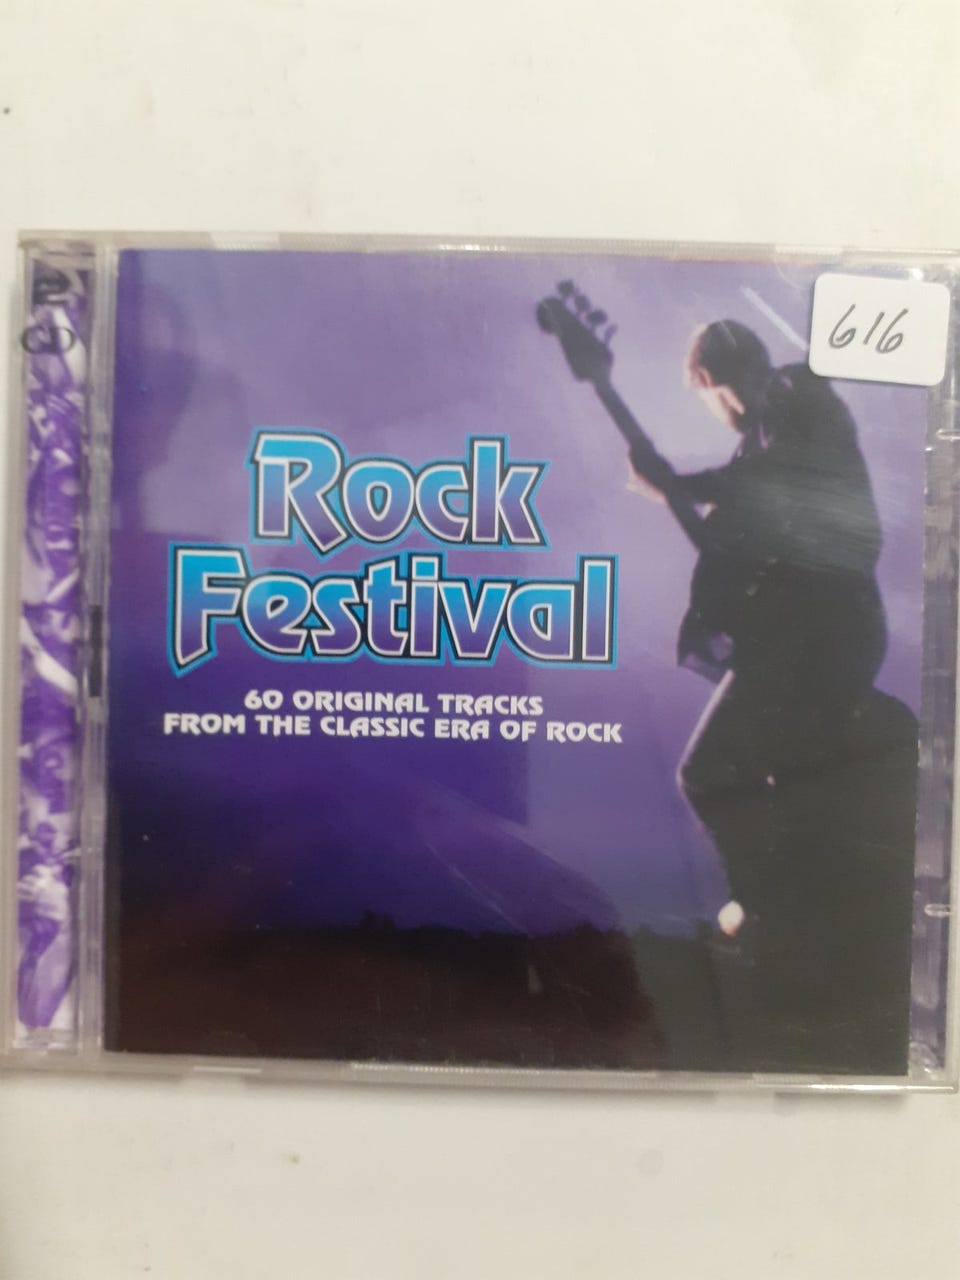 616
Rock
Festival
60 ORIGINAL TRACKS
FROM THE CLASSIC ERA OF ROCK